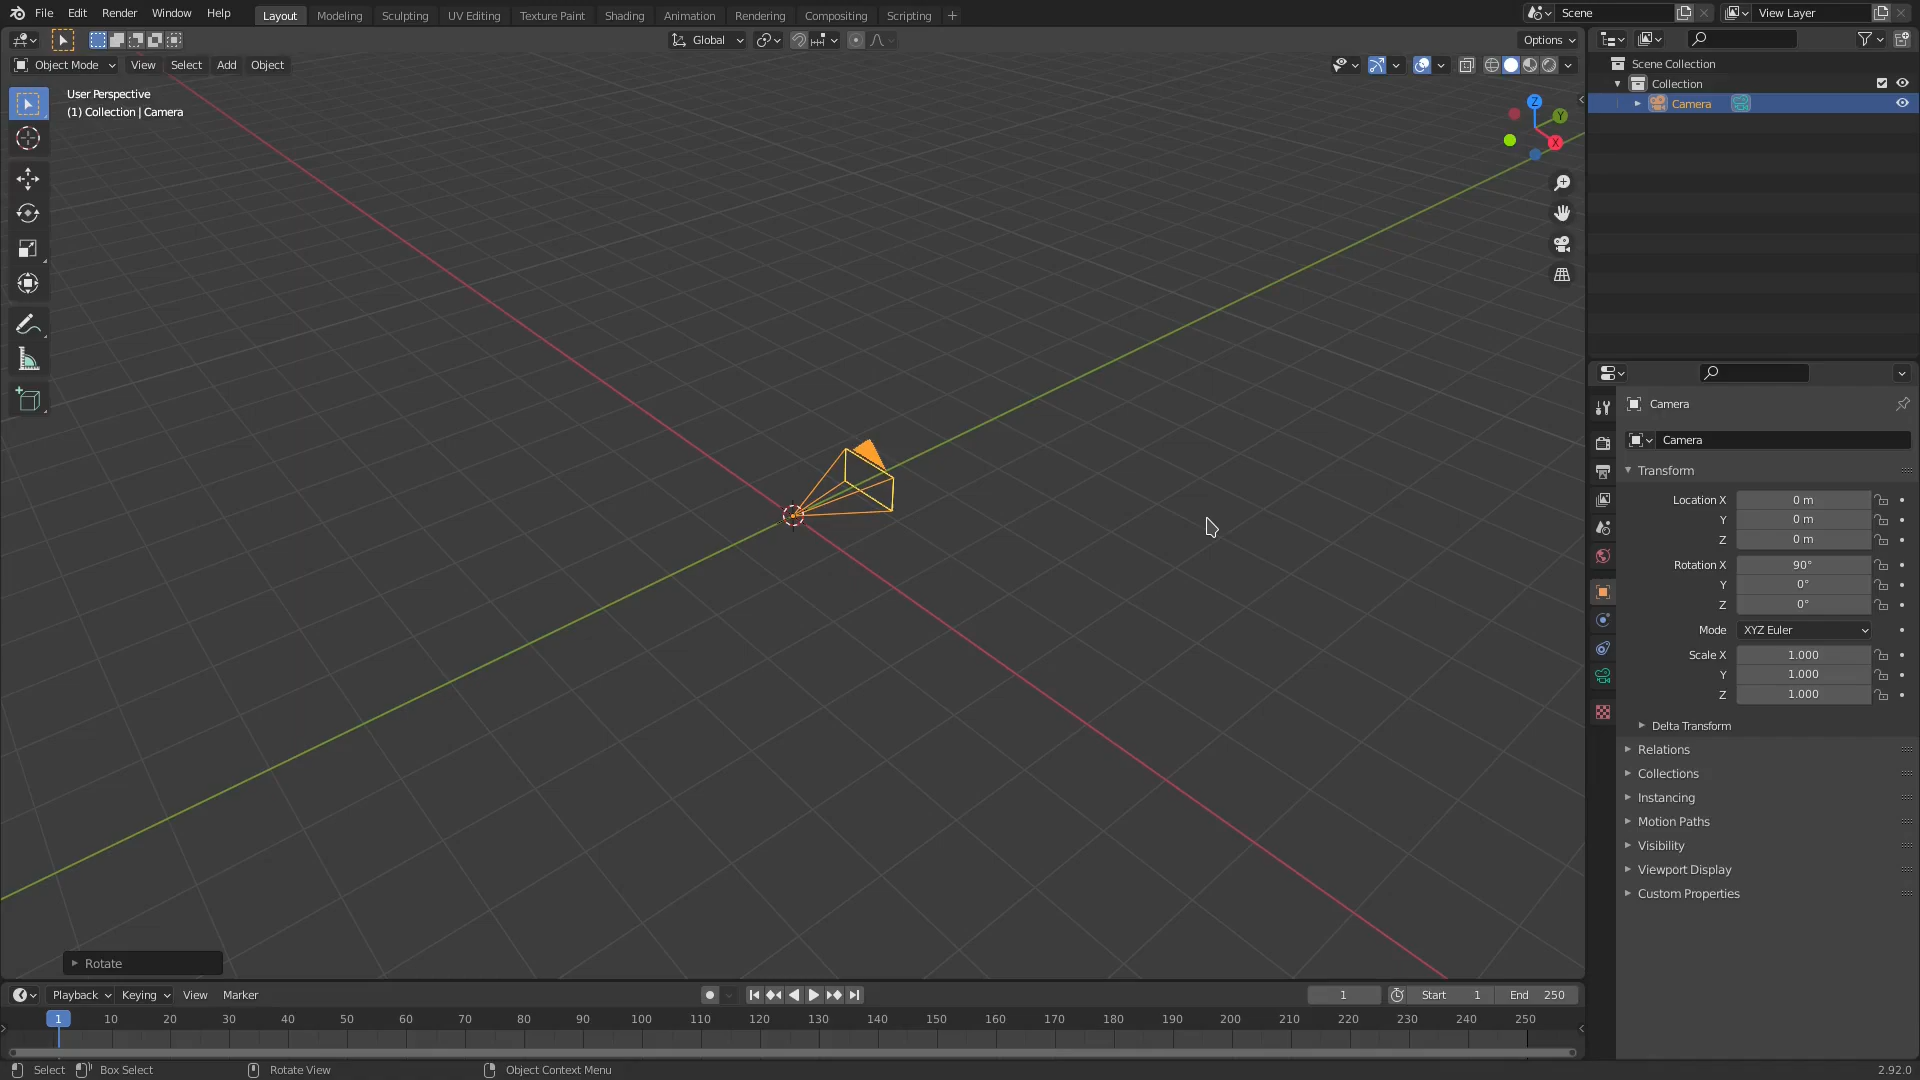 File Edit Render Window Help Layout Modeling Sculpting UV Editing Texture Paint Shading Animation Rendering Compositing Scripting + Scene View Layer
Global Options
Object Mode View Select Add Object
User Perspective
(1) Collection | Camera
Z
Y
X
Scene Collection
Collection
Camera
Camera
Camera
Transform
Location X 0 m
Y 0 m
Z 0 m
Rotation X 90°
Y 0°
Z 0°
Mode XYZ Euler
Scale X 1.000
Y 1.000
Z 1.000
Delta Transform
Relations
Collections
Instancing
Motion Paths
Visibility
Viewport Display
Custom Properties
Rotate
Playback Keying View Marker 1 Start 1 End 250
1 10 20 30 40 50 60 70 80 90 100 110 120 130 140 150 160 170 180 190 200 210 220 230 240 250
Select Box Select Rotate View Object Context Menu 2.92.0